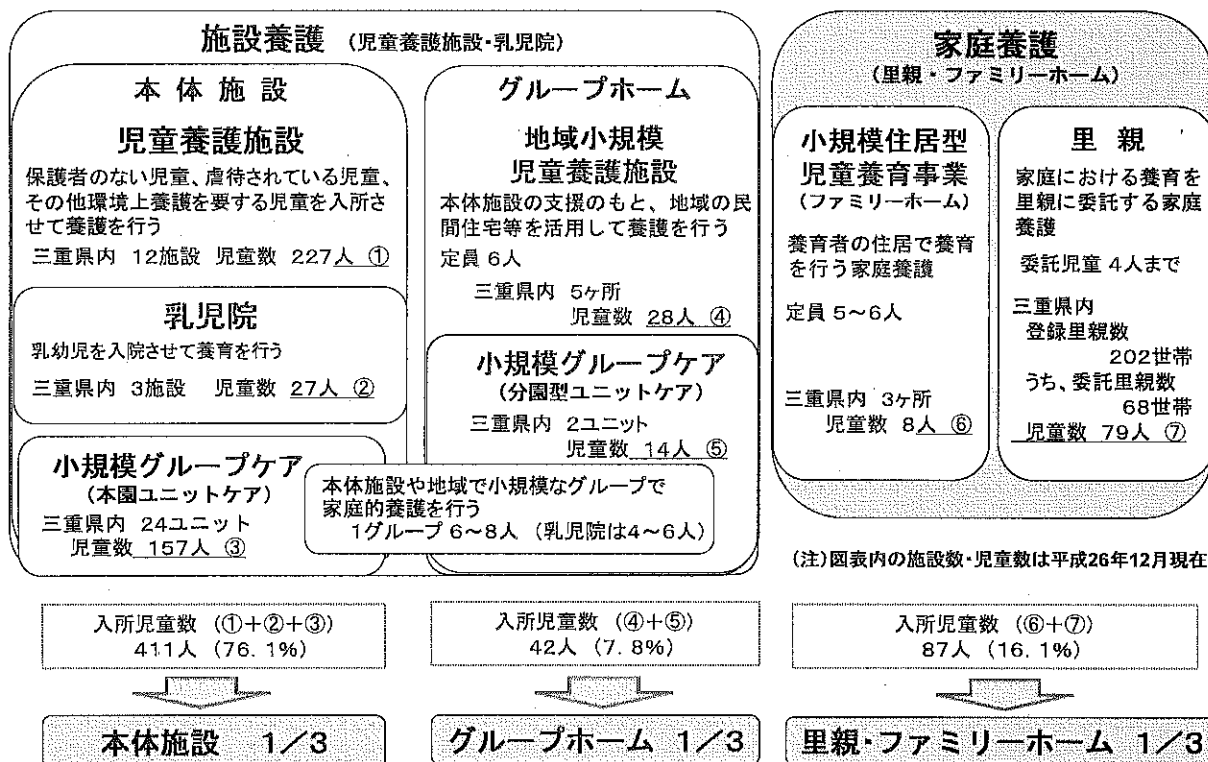 施設養護 (児童養護施設・乳児院)
本体施設
児童養護施設
保護者のない児童、虐待されている児童、
その他環境上養護を要する児童を入所さ
せて養護を行う
三重県内 12施設 児童数 227人 ①
乳児院
乳幼児を入院させて養育を行う
三重県内 3施設 児童数 27人 ②
小規模グループケア
(本園ユニットケア)
三重県内 24ユニット
児童数 157人 ③
グループホーム
地域小規模
児童養護施設
本体施設の支援のもと、地域の民
間住宅等を活用して養護を行う
定員 6人
三重県内 5ヶ所
児童数 28人 ④
小規模グループケア
(分園型ユニットケア)
三重県内 2ユニット
児童数 14人 ⑤
本体施設や地域で小規模なグループで
家庭的養護を行う
1グループ 6~8人 (乳児院は4~6人)
家庭養護
(里親・ファミリーホーム)
小規模住居型
児童養育事業
(ファミリーホーム)
養育者の住居で養育
を行う家庭養護
定員 5~6人
三重県内 3ヶ所
児童数 8人 ⑥
里親
家庭における養育を
里親に委託する家庭
養護
委託児童 4人まで
三重県内
登録里親数
202世帯
うち、委託里親数
68世帯
児童数 79人 ⑦
(注)図表内の施設数・児童数は平成26年12月現在
入所児童数 (①+②+③)
411人 (76.1%)
入所児童数 (④+⑤)
42人 (7.8%)
入所児童数 (⑥+⑦)
87人 (16.1%)
本体施設 1/3
グループホーム 1/3
里親・ファミリーホーム 1/3